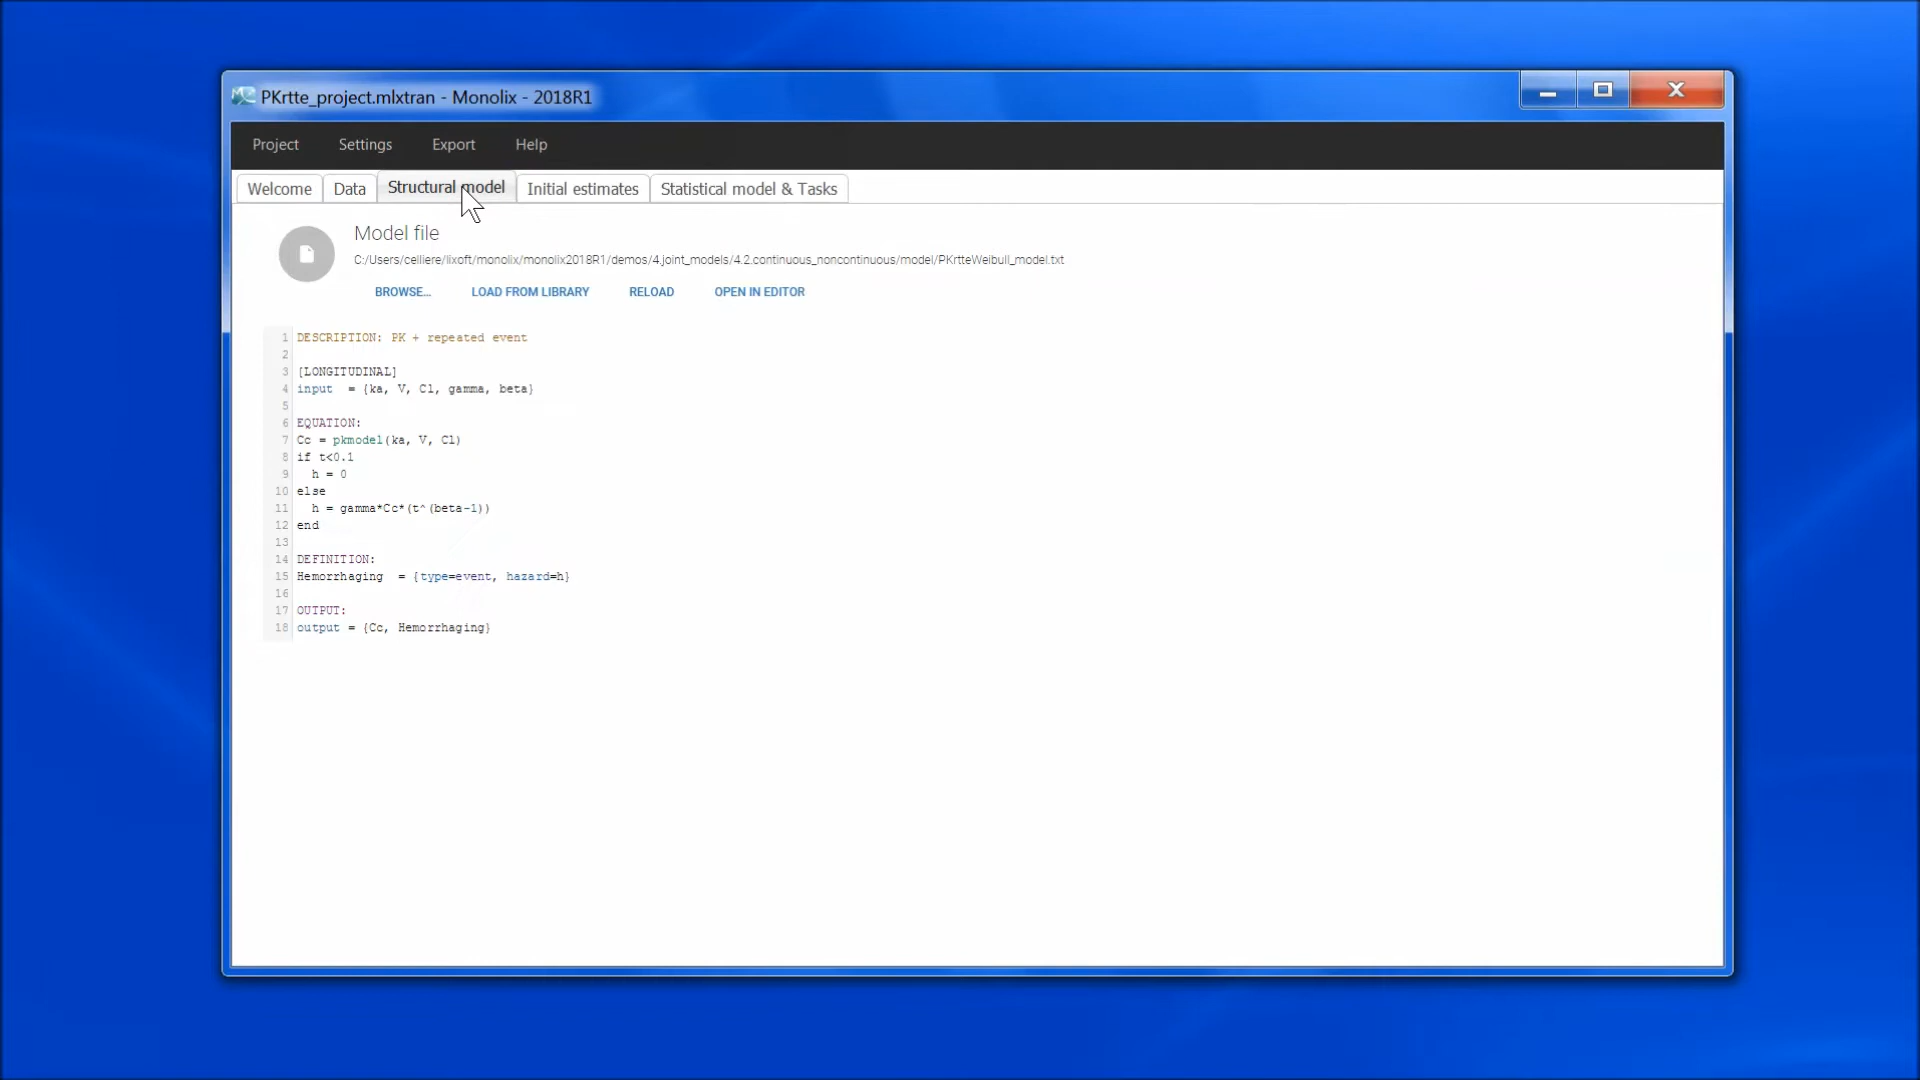 PKrtte_project.mlxtran - Monolix - 2018R1
Project Settings Export Help
Welcome Data Structural model Initial estimates Statistical model & Tasks
Model file
C:/Users/celliere/lixoft/monolix/monolix2018R1/demos/4.joint_models/4.2.continuous_noncontinuous/model/PKrtteWeibull_model.txt
BROWSE... LOAD FROM LIBRARY RELOAD OPEN IN EDITOR
1 DESCRIPTION: PK + repeated event
2
3 [LONGITUDINAL]
4 input  = {ka, V, Cl, gamma, beta}
5
6 EQUATION:
7 Cc = pkmodel(ka, V, Cl)
8 if t<0.1
9   h = 0
10 else
11   h = gamma*Cc*(t^(beta-1))
12 end
13
14 DEFINITION:
15 Hemorrhaging  = {type=event, hazard=h}
16
17 OUTPUT:
18 output = {Cc, Hemorrhaging}